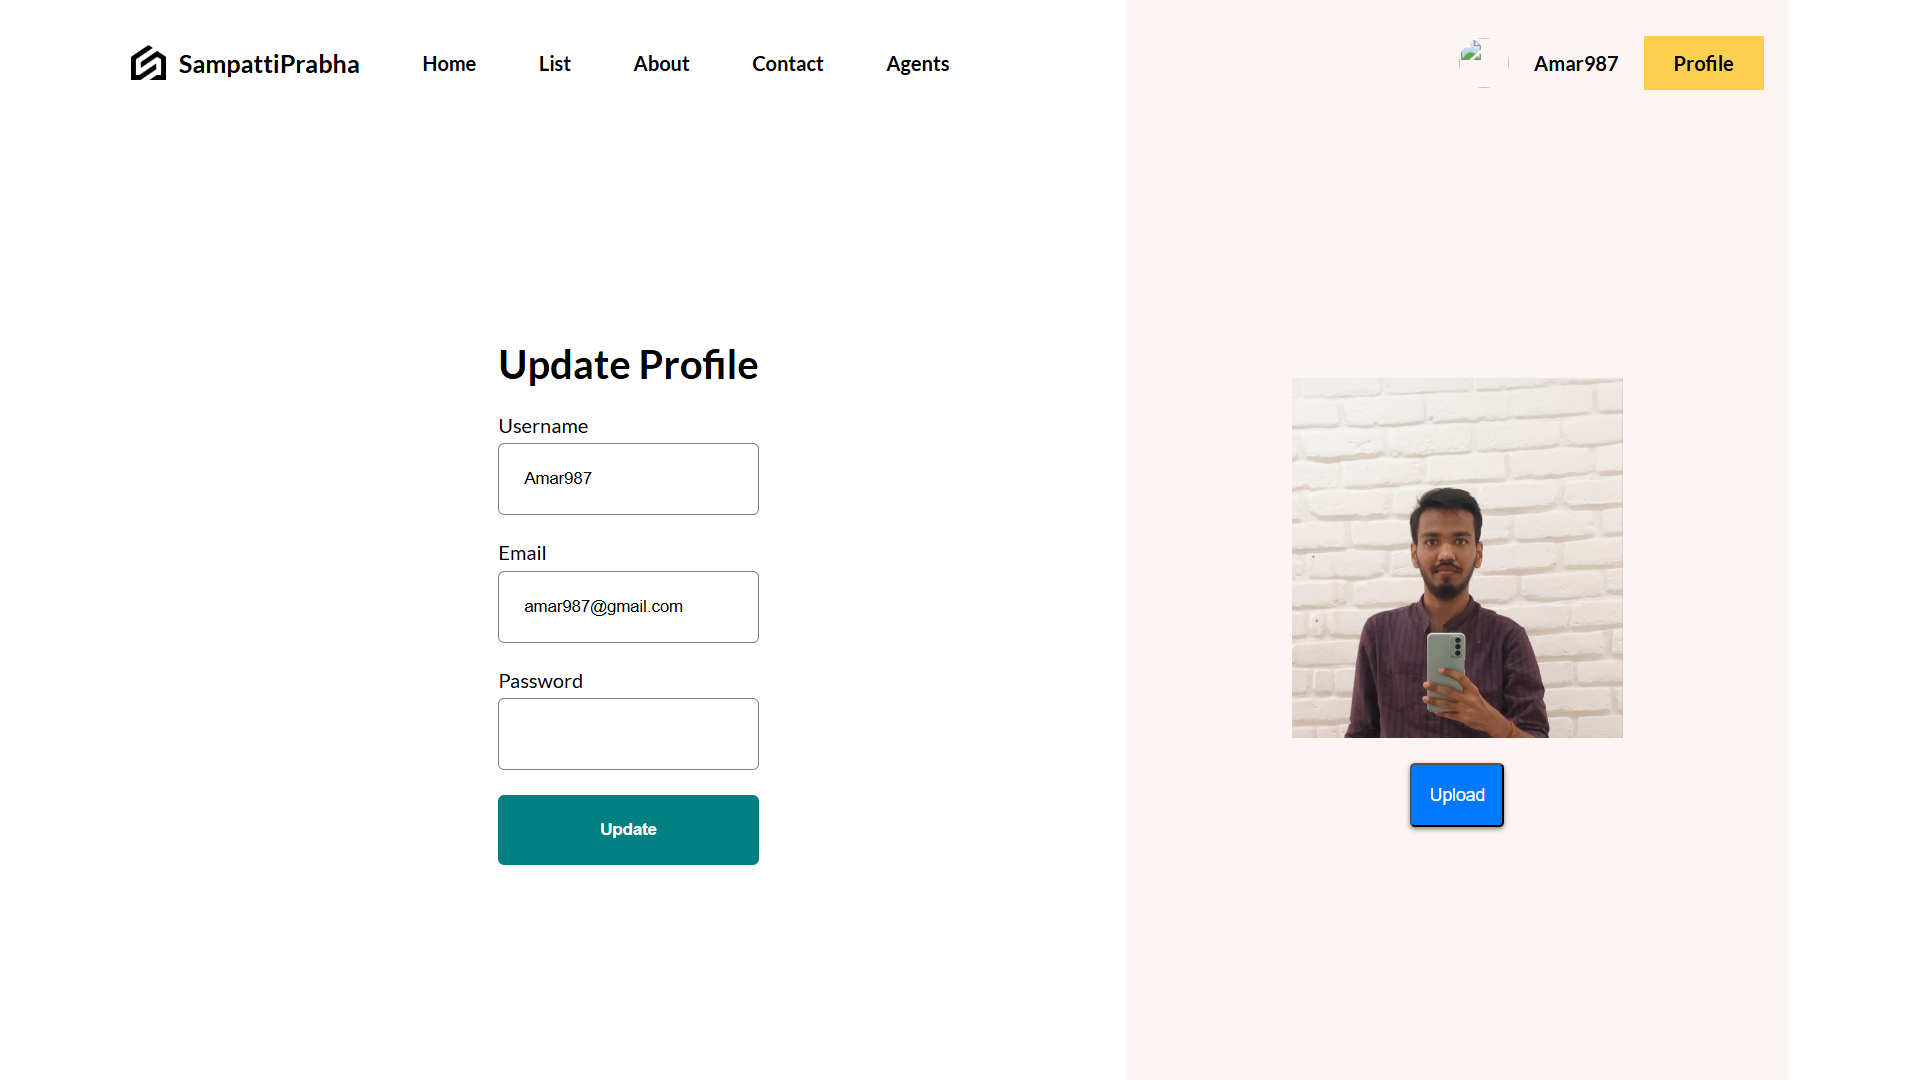 SampattiPrabha
Home
List
About
Contact
Agents
Amar987
Profile
Update Profile
Username
Amar987
Email
amar987@gmail.com
Password
Update
Upload